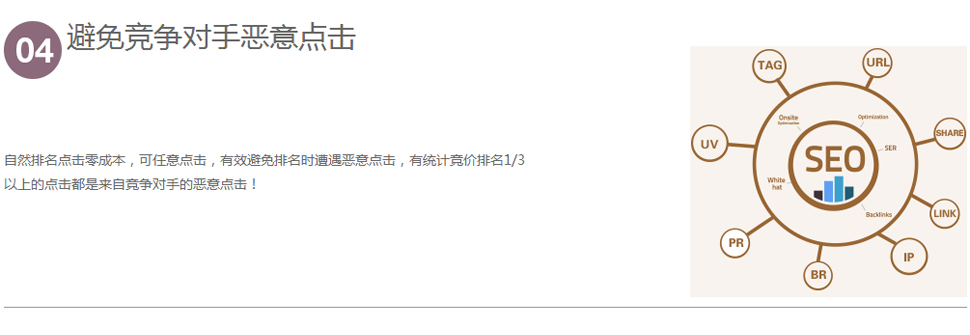 04 避免竞争对手恶意点击
自然排名点击零成本，可任意点击，有效避免排名时遭遇恶意点击，有统计竞价排名1/3
以上的点击都是来自竞争对手的恶意点击！
TAG
URL
Onsite
Optimization
Optimization
UV
SHARE
SEO
SER
White
hat
Backlinks
LINK
PR
IP
BR